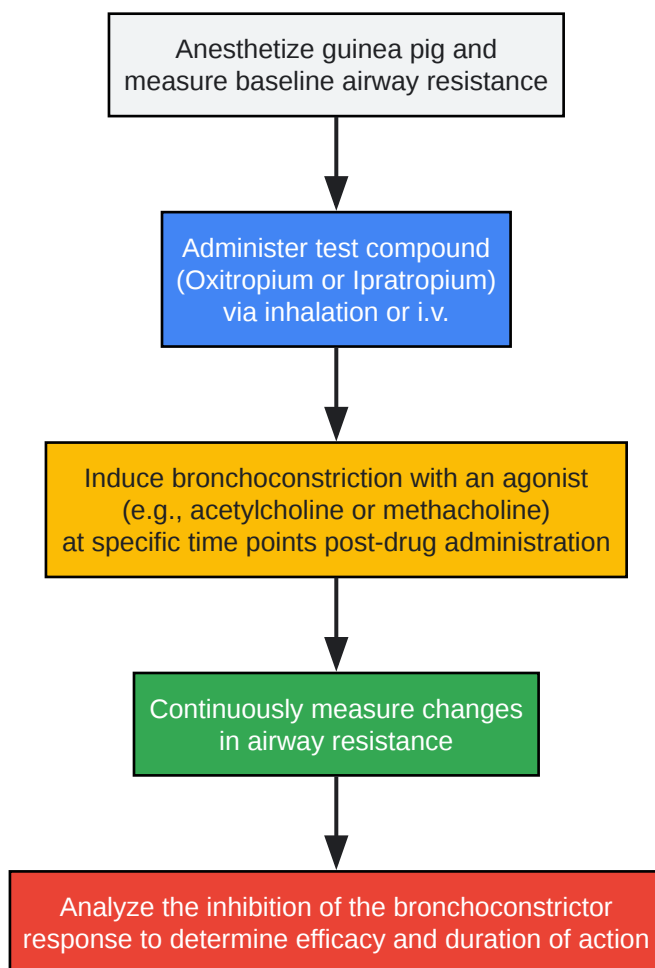 Anesthetize guinea pig and
measure baseline airway resistance
Administer test compound
(Oxitropium or Ipratropium)
via inhalation or i.v.
Induce bronchoconstriction with an agonist
(e.g., acetylcholine or methacholine)
at specific time points post-drug administration
Continuously measure changes
in airway resistance
Analyze the inhibition of the bronchoconstrictor
response to determine efficacy and duration of action